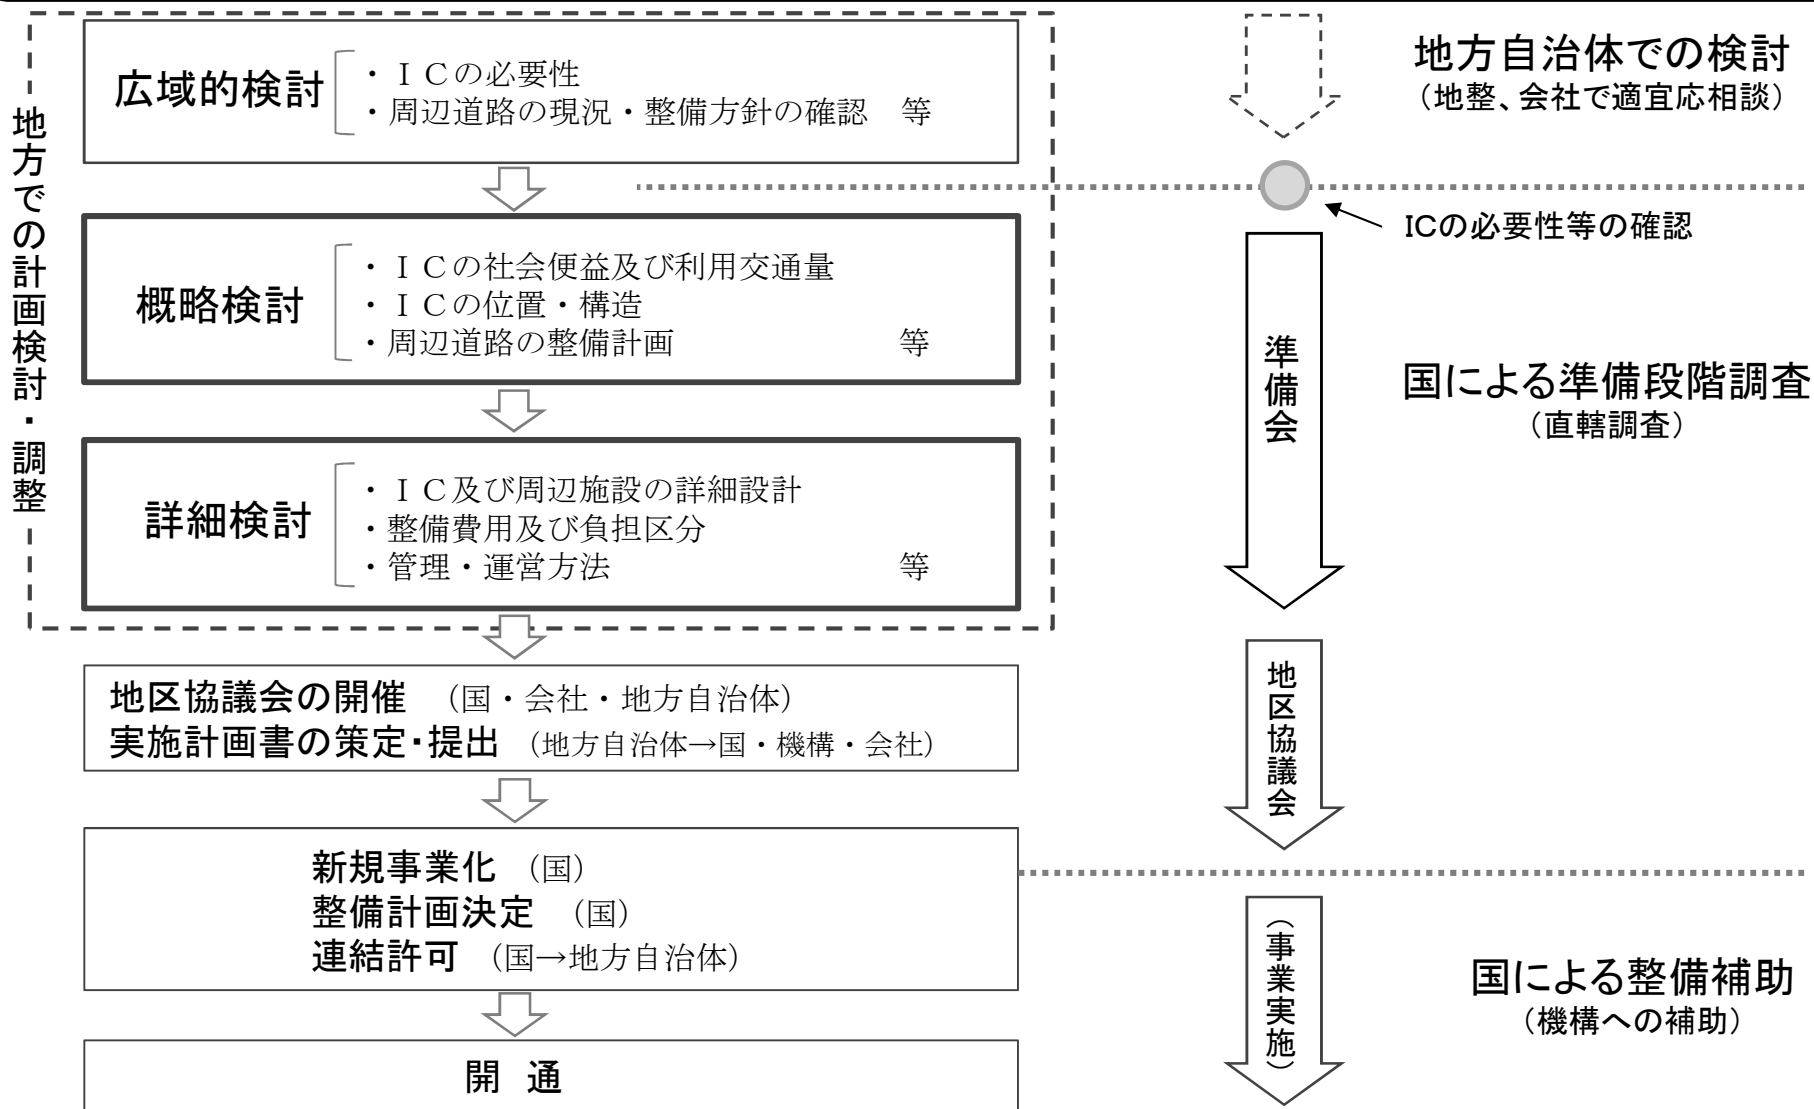 地方での計画検討・調整
広域的検討
・ＩＣの必要性
・周辺道路の現況・整備方針の確認　等
概略検討
・ＩＣの社会便益及び利用交通量
・ＩＣの位置・構造
・周辺道路の整備計画　等
詳細検討
・ＩＣ及び周辺施設の詳細設計
・整備費用及び負担区分
・管理・運営方法　等
地区協議会の開催　（国・会社・地方自治体）
実施計画書の策定・提出　（地方自治体→国・機構・会社）
新規事業化　（国）
整備計画決定　（国）
連結許可　（国→地方自治体）
開　通
地方自治体での検討
（地整、会社で適宜応相談）
ICの必要性等の確認
準備会
国による準備段階調査
（直轄調査）
地区協議会
（事業実施）
国による整備補助
（機構への補助）